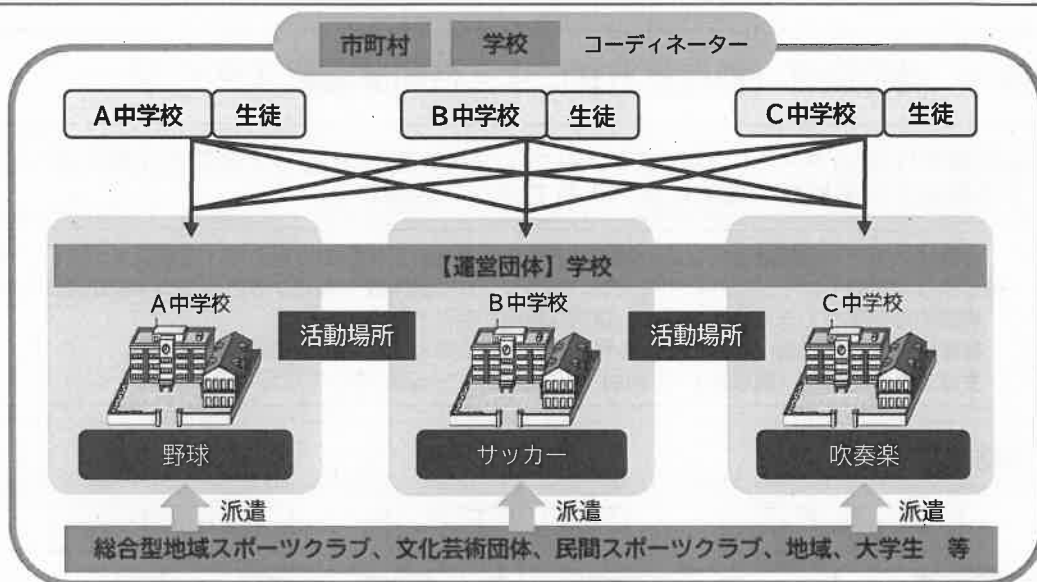 市町村 学校 コーディネーター
A中学校 生徒 B中学校 生徒 C中学校 生徒
【運営団体】学校
A中学校 B中学校 C中学校
活動場所 活動場所
野球 サッカー 吹奏楽
派遣 派遣 派遣
総合型地域スポーツクラブ、文化芸術団体、民間スポーツクラブ、地域、大学生 等